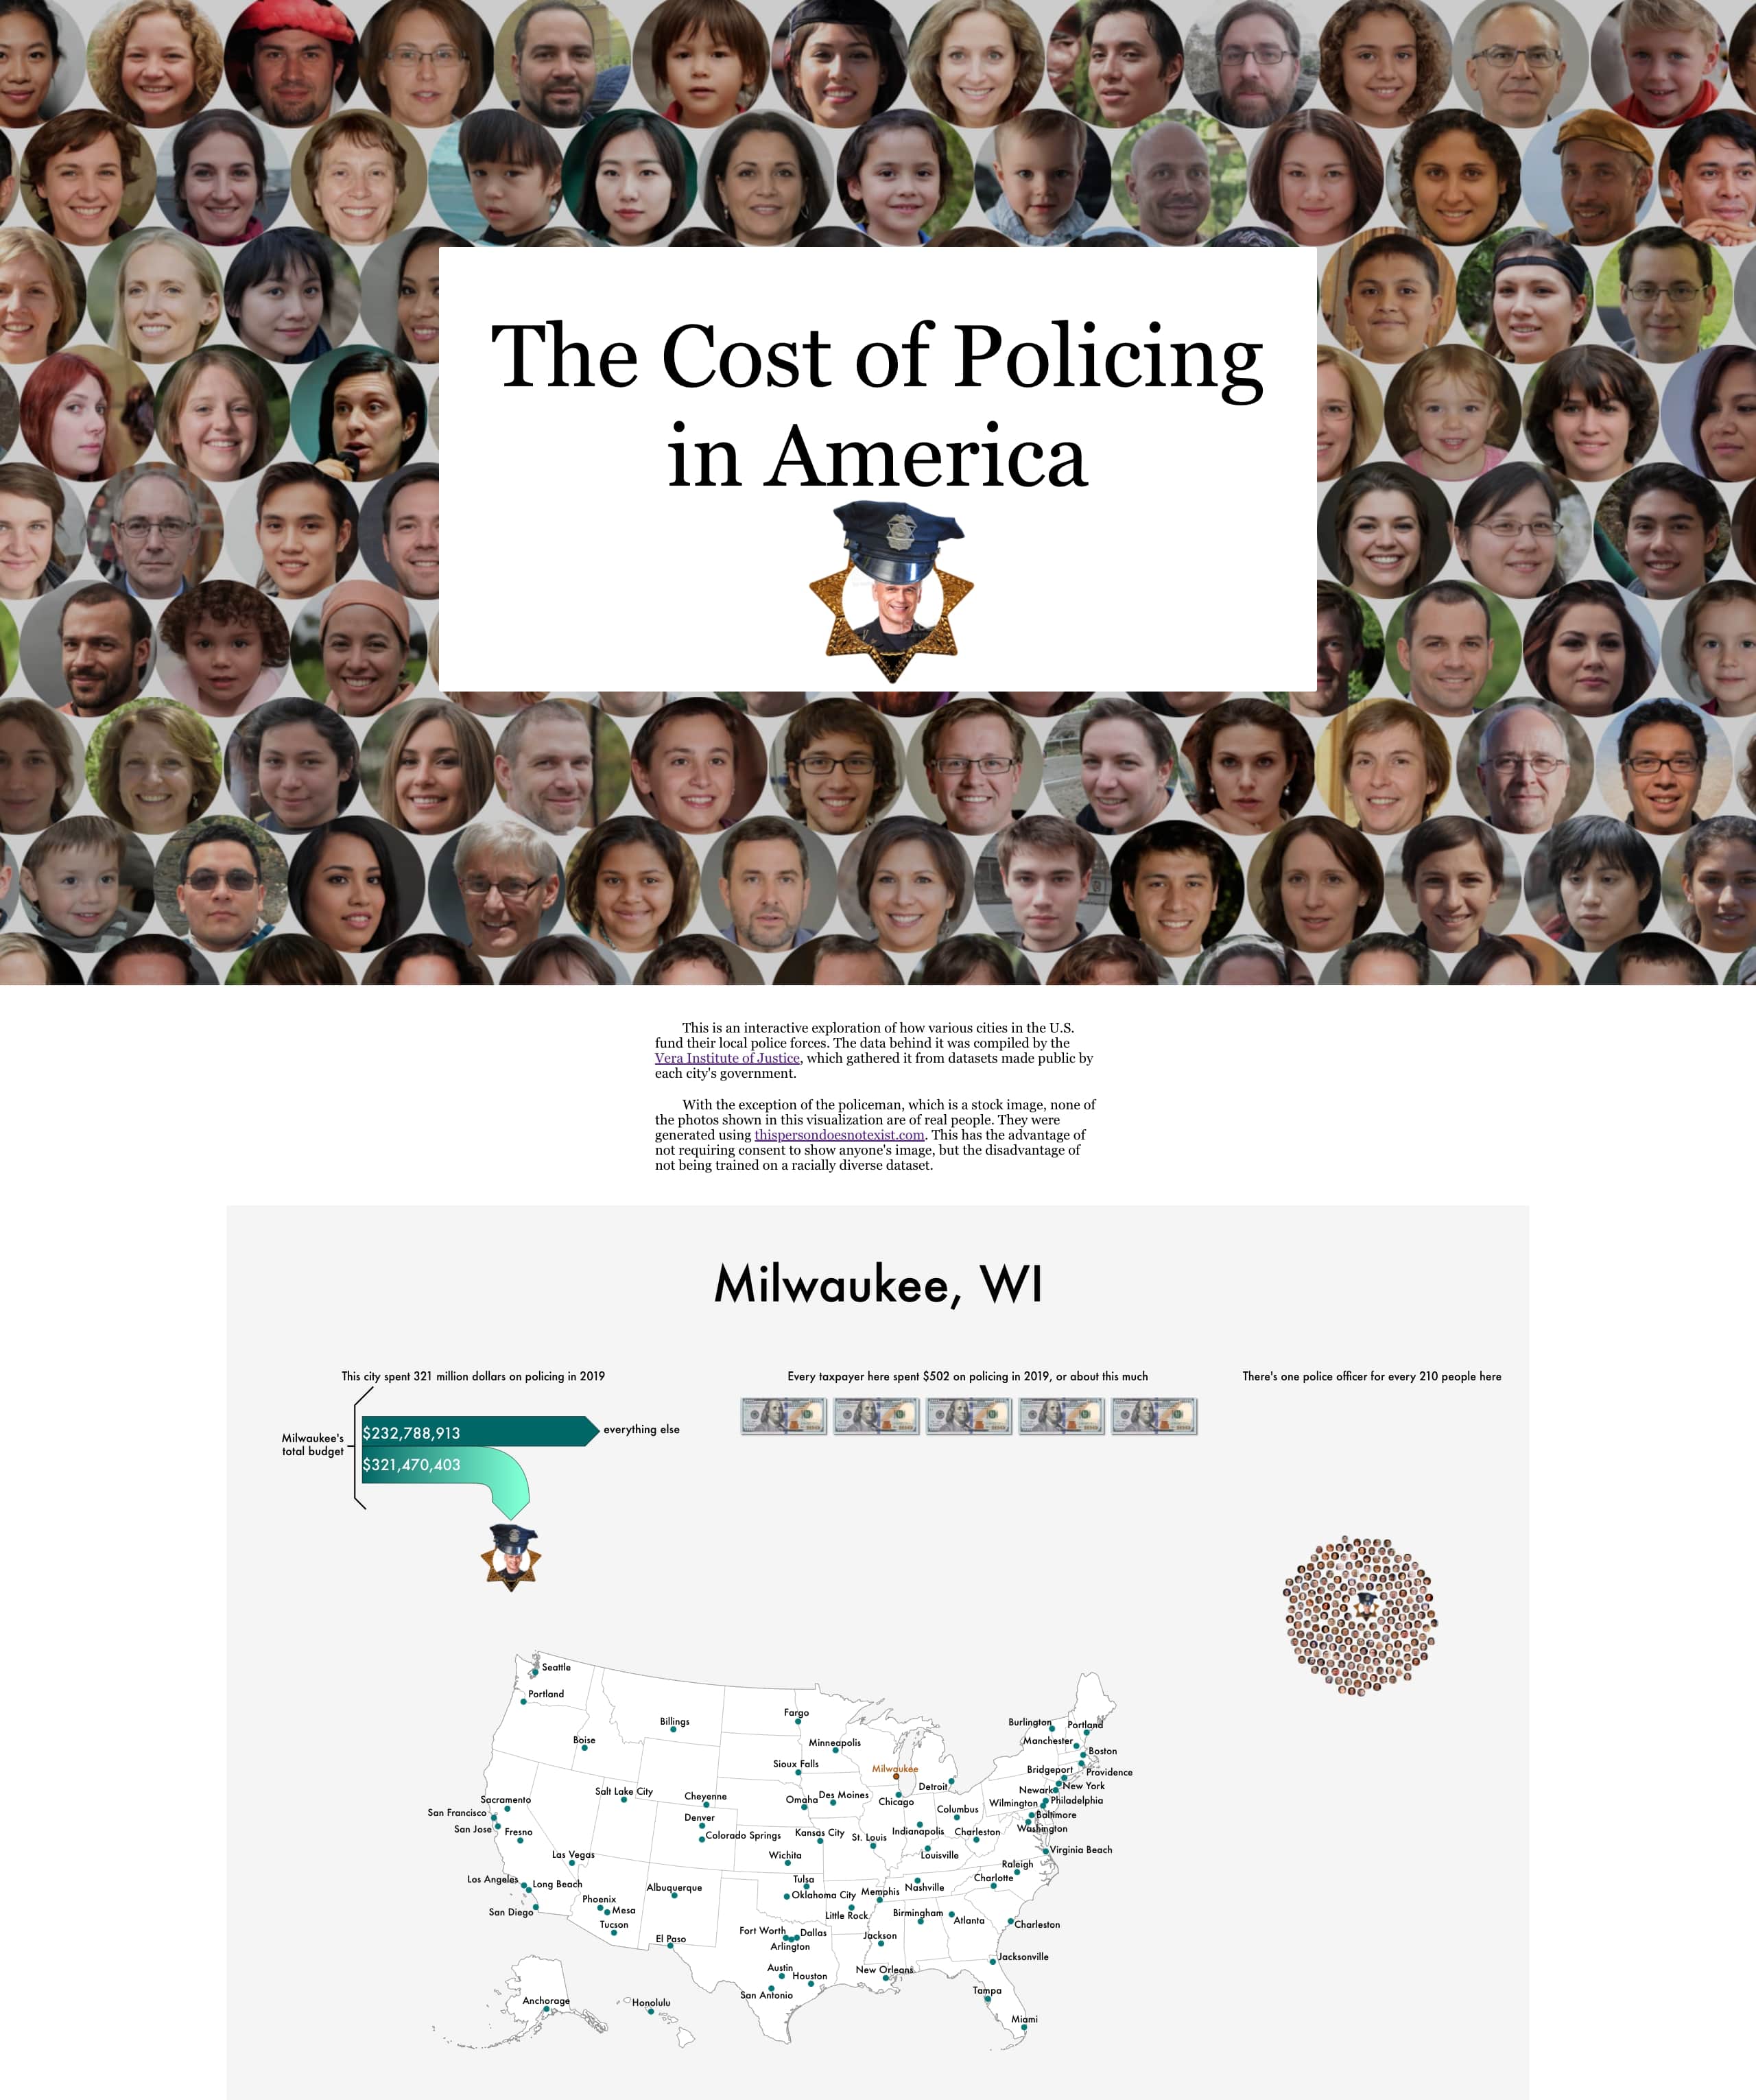 The Cost of Policing
in America
This is an interactive exploration of how various cities in the U.S.
fund their local police forces. The data behind it was compiled by the
Vera Institute of Justice, which gathered it from datasets made public by
each city's government.
With the exception of the policeman, which is a stock image, none of
the photos shown in this visualization are of real people. They were
generated using thispersondoesnotexist.com. This has the advantage of
not requiring consent to show anyone's image, but the disadvantage of
not being trained on a racially diverse dataset.
Milwaukee, WI
This city spent 321 million dollars on policing in 2019
Milwaukee's
total budget
$232,788,913
everything else
$321,470,403
Every taxpayer here spent $502 on policing in 2019, or about this much
There's one police officer for every 210 people here
Seattle
Portland
Billings
Fargo
Burlington
Portland
Boise
Minneapolis
Manchester
Boston
Sioux Falls
Milwaukee
Bridgeport
Providence
Detroit
Newark
New York
Salt Lake City
Cheyenne
Omaha
Des Moines
Chicago
Wilmington
Philadelphia
Sacramento
Columbus
Baltimore
San Francisco
Denver
Washington
San Jose
Fresno
Colorado Springs
Kansas City
St. Louis
Indianapolis
Charleston
Las Vegas
Wichita
Louisville
Virginia Beach
Raleigh
Los Angeles
Long Beach
Albuquerque
Tulsa
Oklahoma City
Memphis
Nashville
Charlotte
Phoenix
Mesa
San Diego
Tucson
Little Rock
Birmingham
Atlanta
Charleston
El Paso
Fort Worth
Dallas
Arlington
Jackson
Jacksonville
Austin
Houston
New Orleans
San Antonio
Tampa
Anchorage
Honolulu
Miami